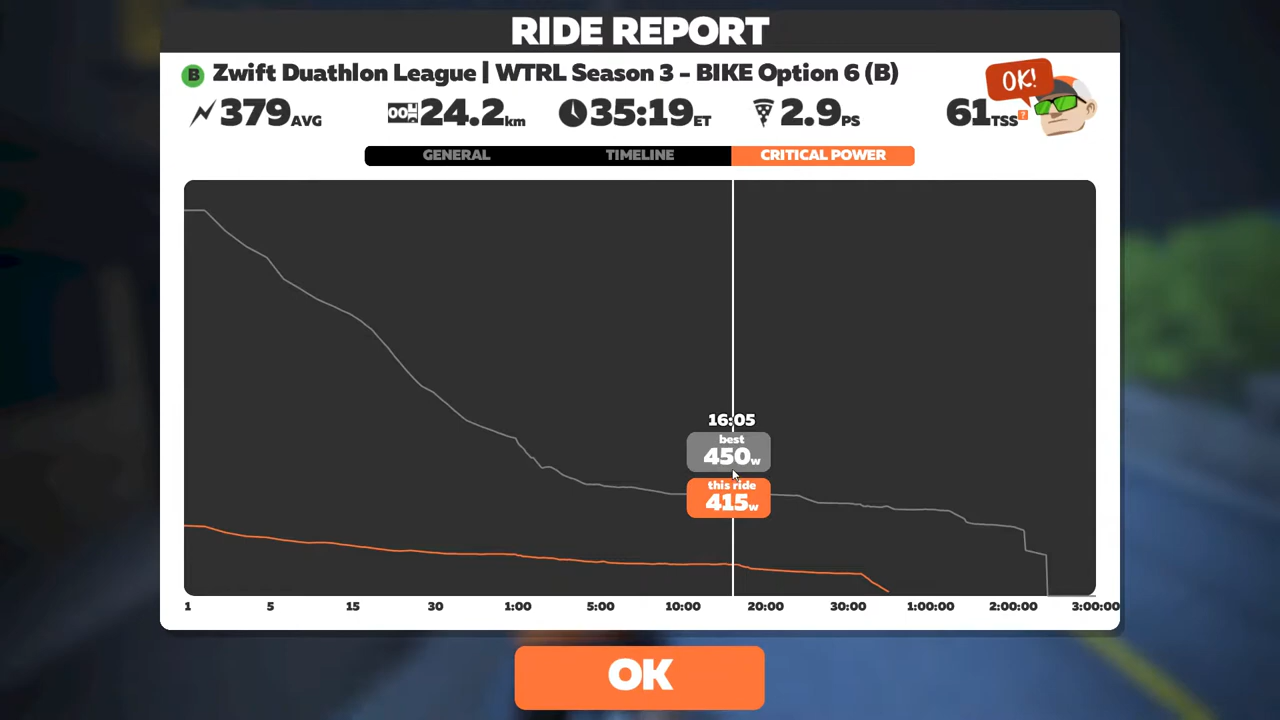 RIDE REPORT
B Zwift Duathlon League | WTRL Season 3 - BIKE Option 6 (B)
OK!
379AVG 24.2km 35:19ET 2.9PS 61TSS?
GENERAL TIMELINE CRITICAL POWER
16:05
best
450w
this ride
415w
1 5 15 30 1:00 5:00 10:00 20:00 30:00 1:00:00 2:00:00 3:00:00
OK